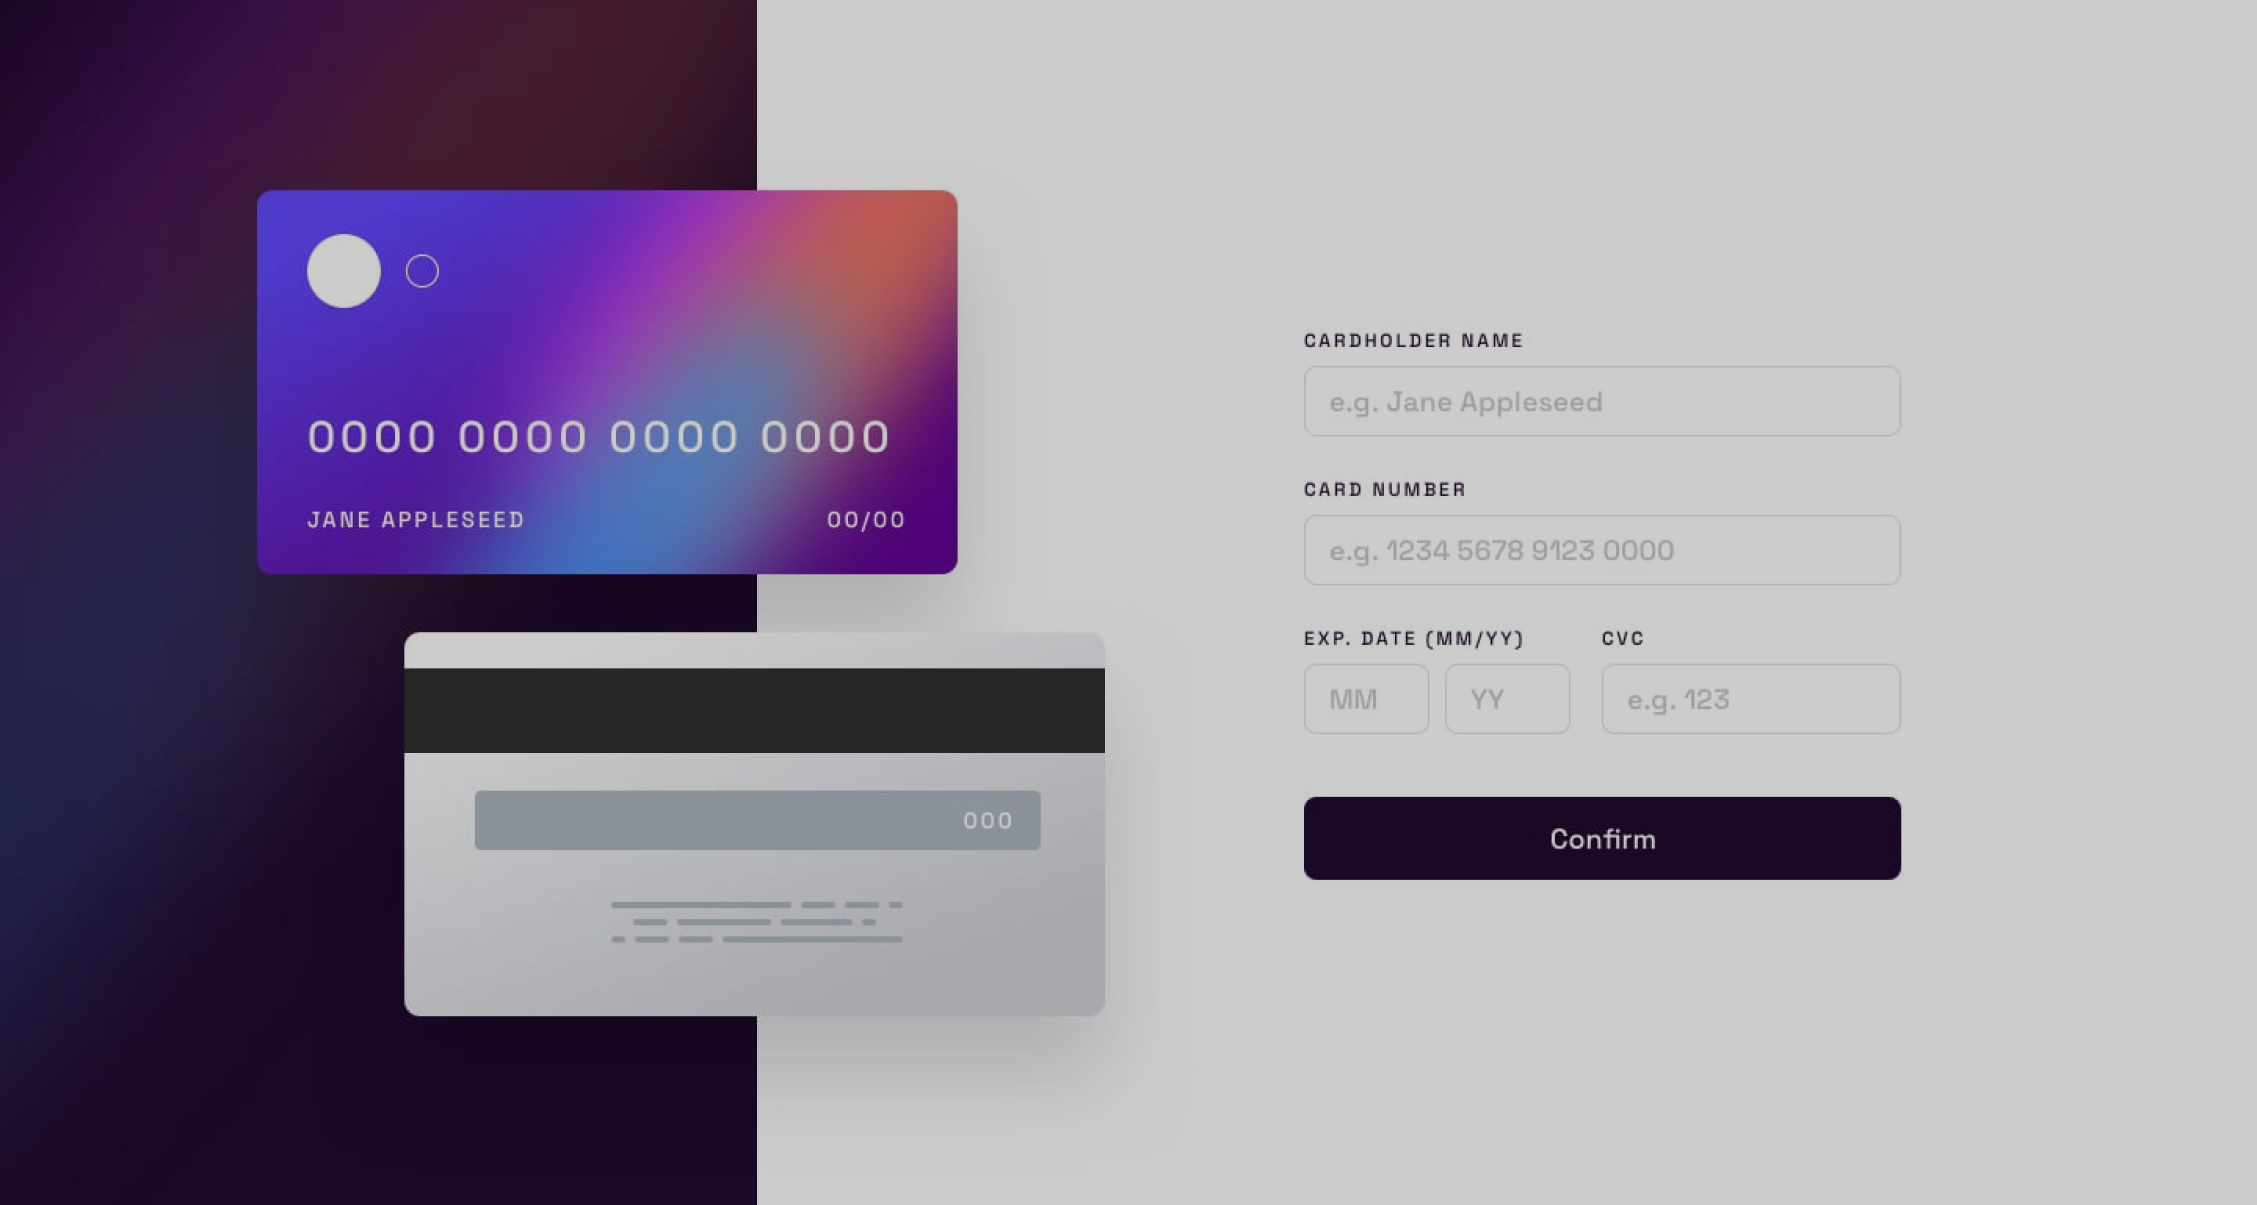 0000 0000 0000 0000
JANE APPLESEED 00/00
000
CARDHOLDER NAME
e.g. Jane Appleseed
CARD NUMBER
e.g. 1234 5678 9123 0000
EXP. DATE (MM/YY) CVC
MM YY e.g. 123
Confirm